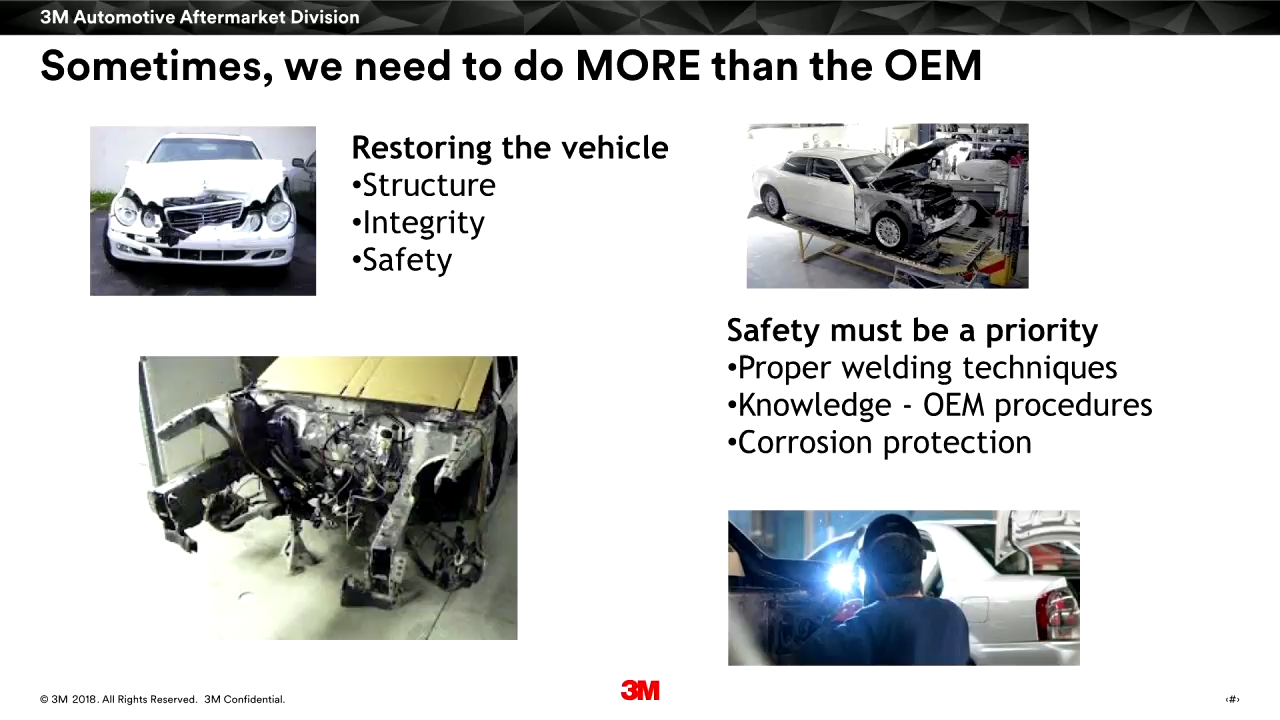 3M Automotive Aftermarket Division
Sometimes, we need to do MORE than the OEM
Restoring the vehicle
•Structure
•Integrity
•Safety
Safety must be a priority
•Proper welding techniques
•Knowledge - OEM procedures
•Corrosion protection
© 3M 2018. All Rights Reserved. 3M Confidential.
3M
‹#›